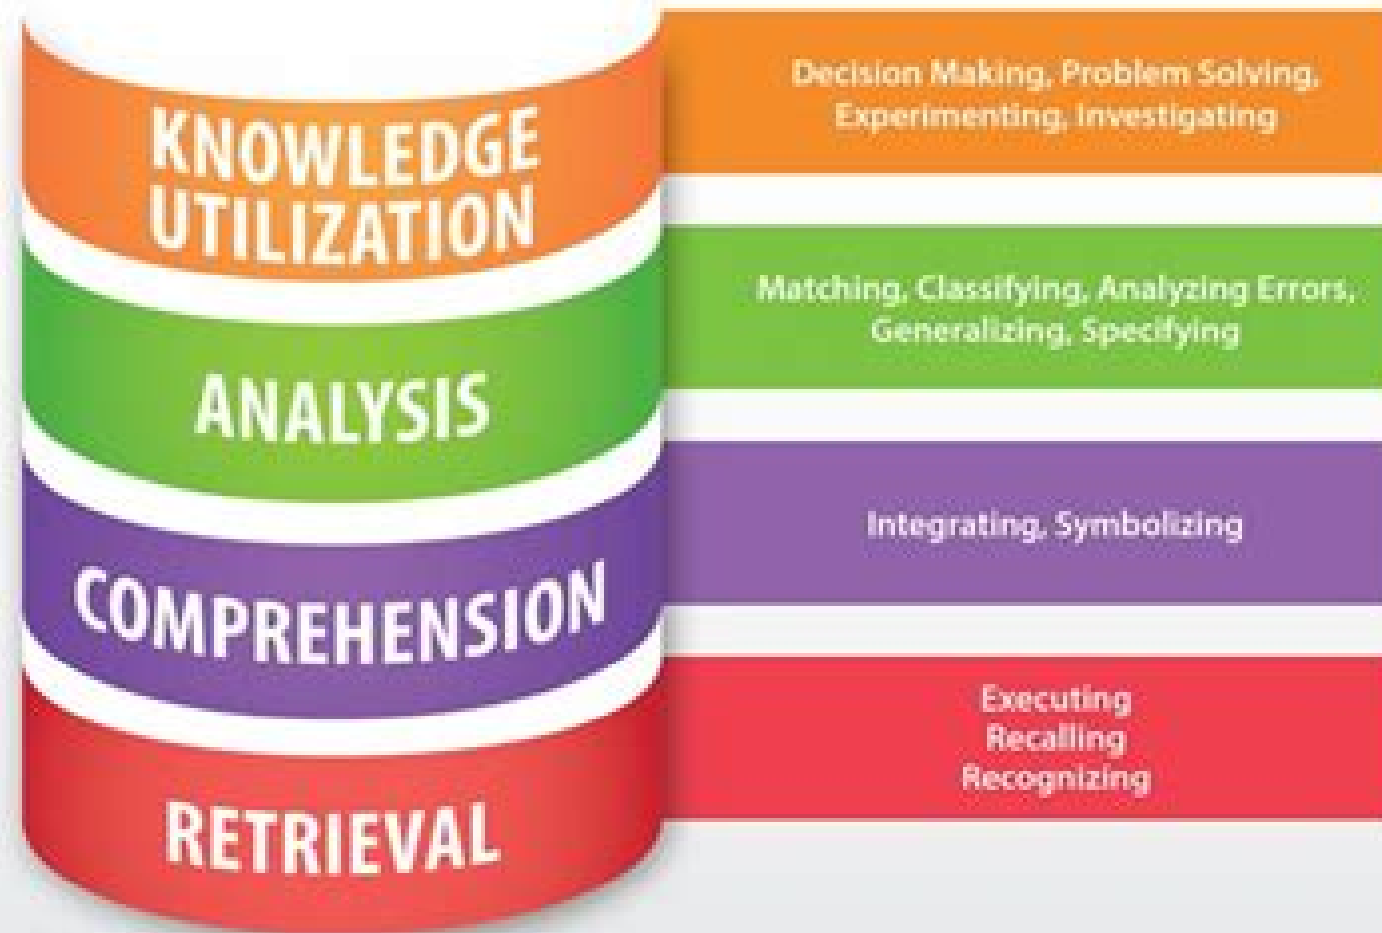 KNOWLEDGE
UTILIZATION
Decision Making, Problem Solving,
Experimenting, Investigating
ANALYSIS
Matching, Classifying, Analyzing Errors,
Generalizing, Specifying
COMPREHENSION
Integrating, Symbolizing
RETRIEVAL
Executing
Recalling
Recognizing